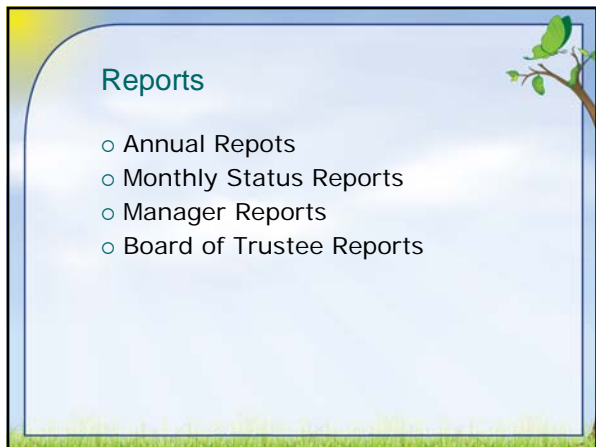 Reports
○ Annual Repots
○ Monthly Status Reports
○ Manager Reports
○ Board of Trustee Reports